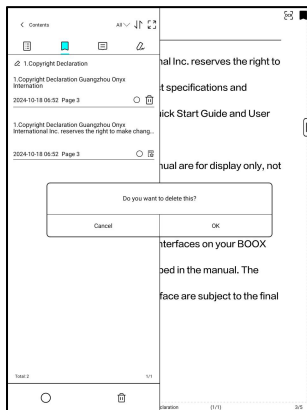 Contents
All
1.Copyright Declaration
1.Copyright Declaration Guangzhou Onyx
Internation
2024-10-18 06:52 Page 3
1.Copyright Declaration Guangzhou Onyx
International Inc. reserves the right to make chang...
2024-10-18 06:52 Page 3
nal Inc. reserves the right to
t specifications and
ick Start Guide and User
ual are for display only, not
Do you want to delete this?
Cancel
OK
nterfaces on your BOOX
bed in the manual. The
face are subject to the final
Total 2
1/1
claration
(1/1)
3/5